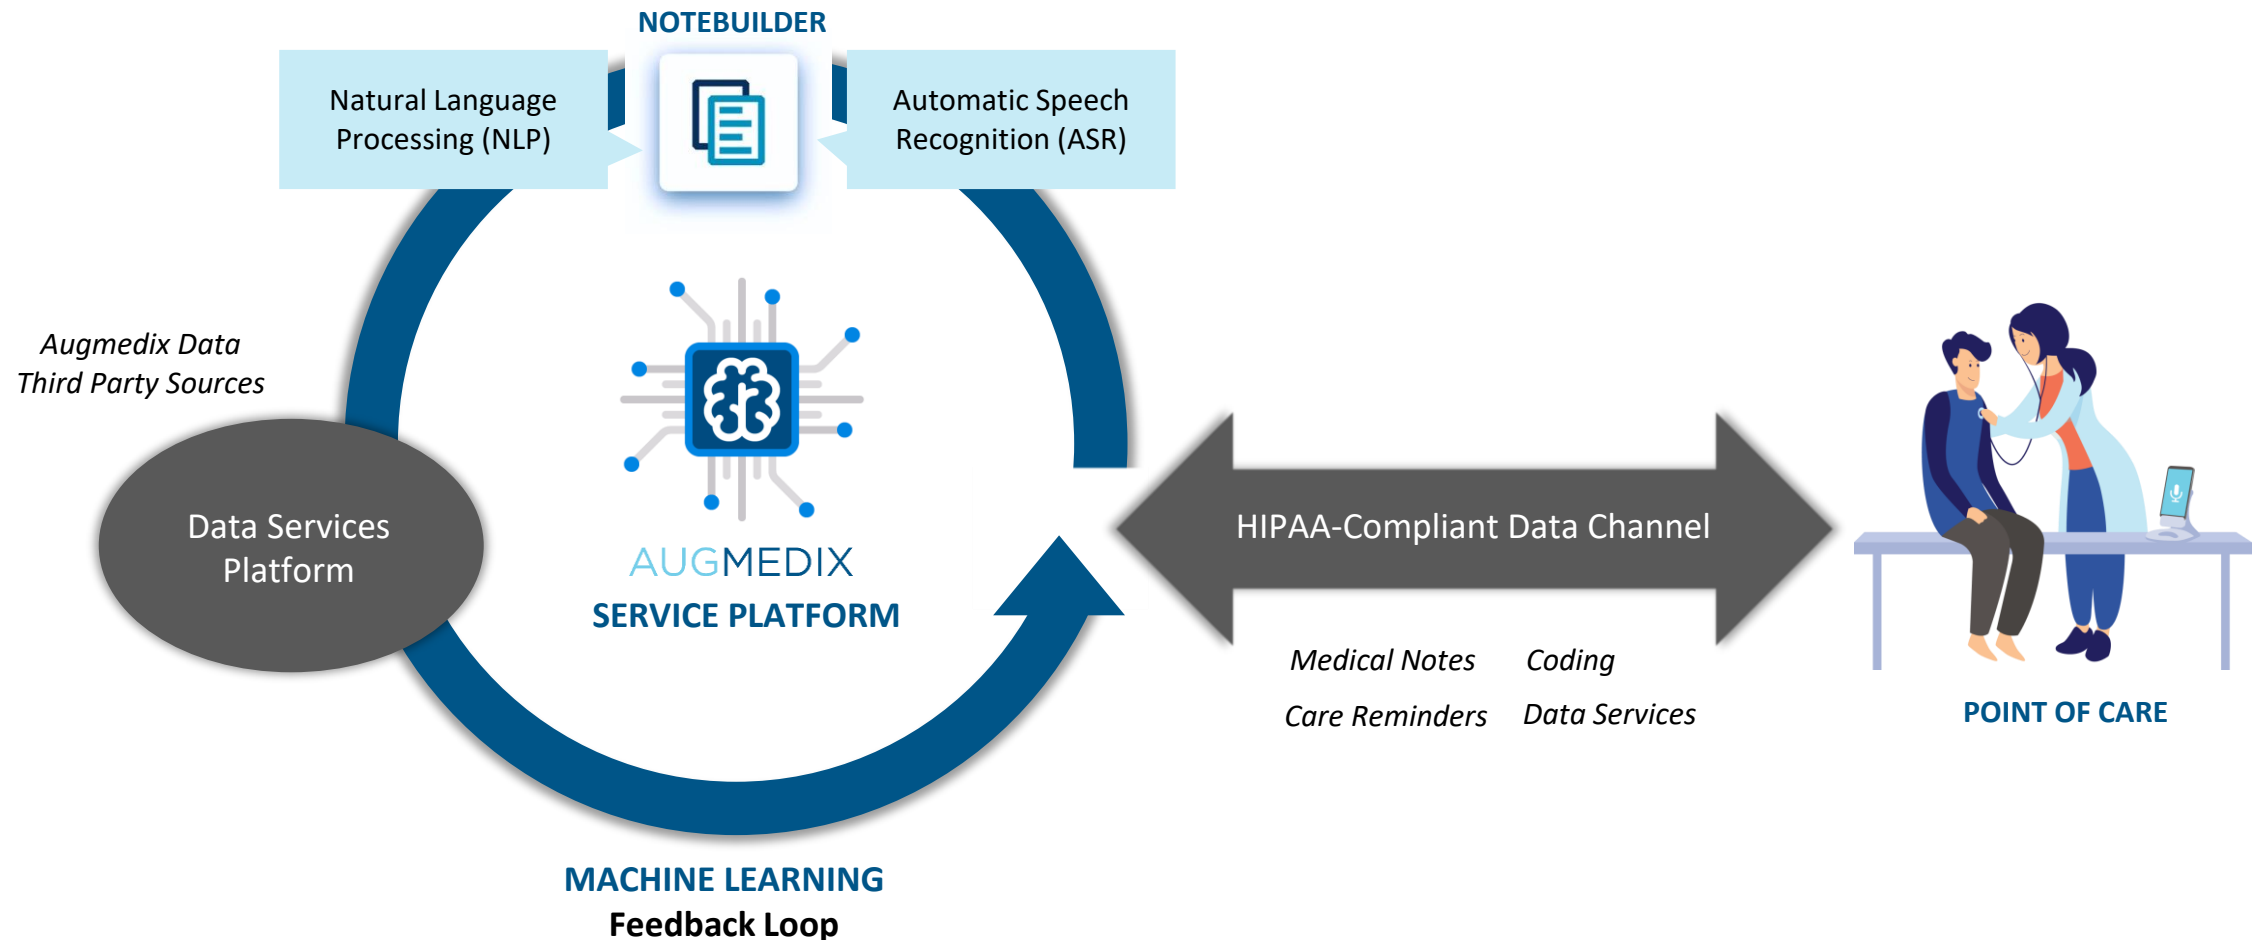 NOTEBUILDER
Natural Language
Processing (NLP)
Automatic Speech
Recognition (ASR)
Augmedix Data
Third Party Sources
Data Services
Platform
AUGMEDIX
SERVICE PLATFORM
HIPAA-Compliant Data Channel
Medical Notes Coding
Care Reminders Data Services
POINT OF CARE
MACHINE LEARNING
Feedback Loop